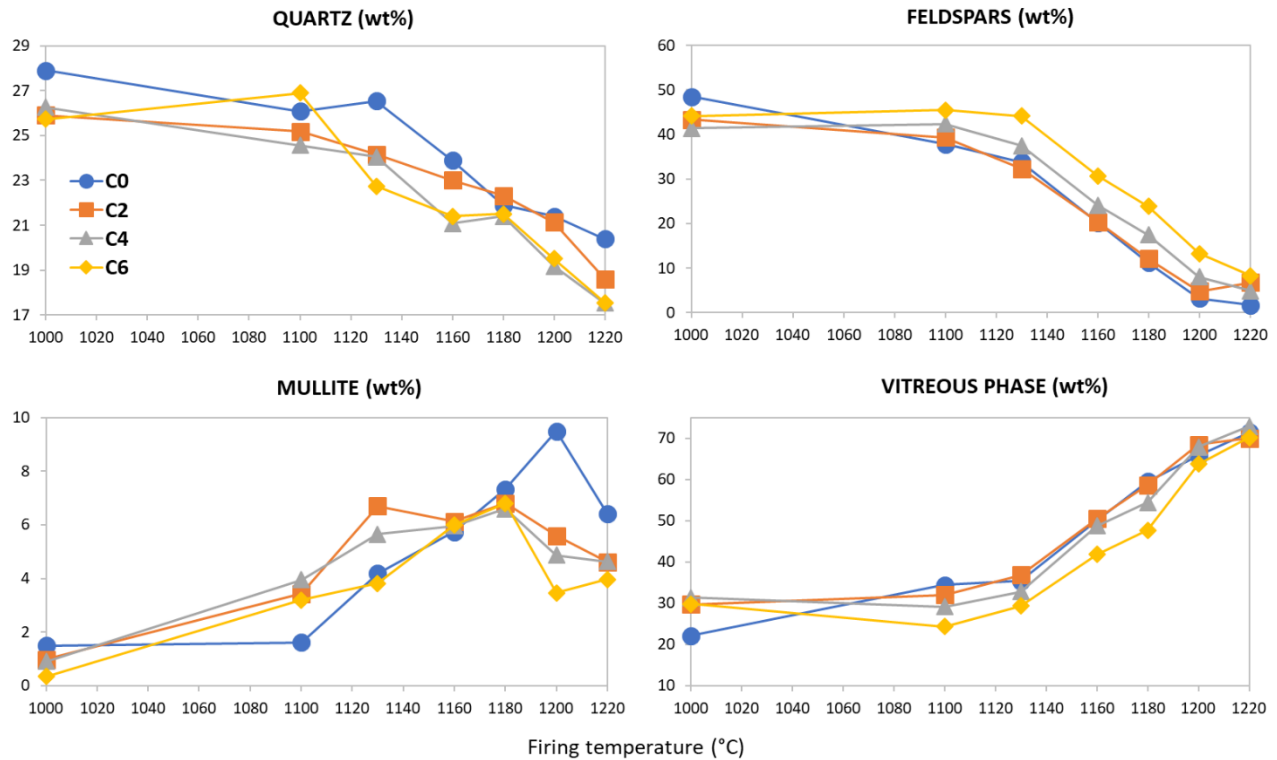 QUARTZ (wt%)
29
27
25
23
21
19
17
C0
C2
C4
C6
1000 1020 1040 1060 1080 1100 1120 1140 1160 1180 1200 1220
FELDSPARS (wt%)
60
50
40
30
20
10
0
1000 1020 1040 1060 1080 1100 1120 1140 1160 1180 1200 1220
MULLITE (wt%)
10
8
6
4
2
0
1000 1020 1040 1060 1080 1100 1120 1140 1160 1180 1200 1220
VITREOUS PHASE (wt%)
70
60
50
40
30
20
10
1000 1020 1040 1060 1080 1100 1120 1140 1160 1180 1200 1220
Firing temperature (°C)